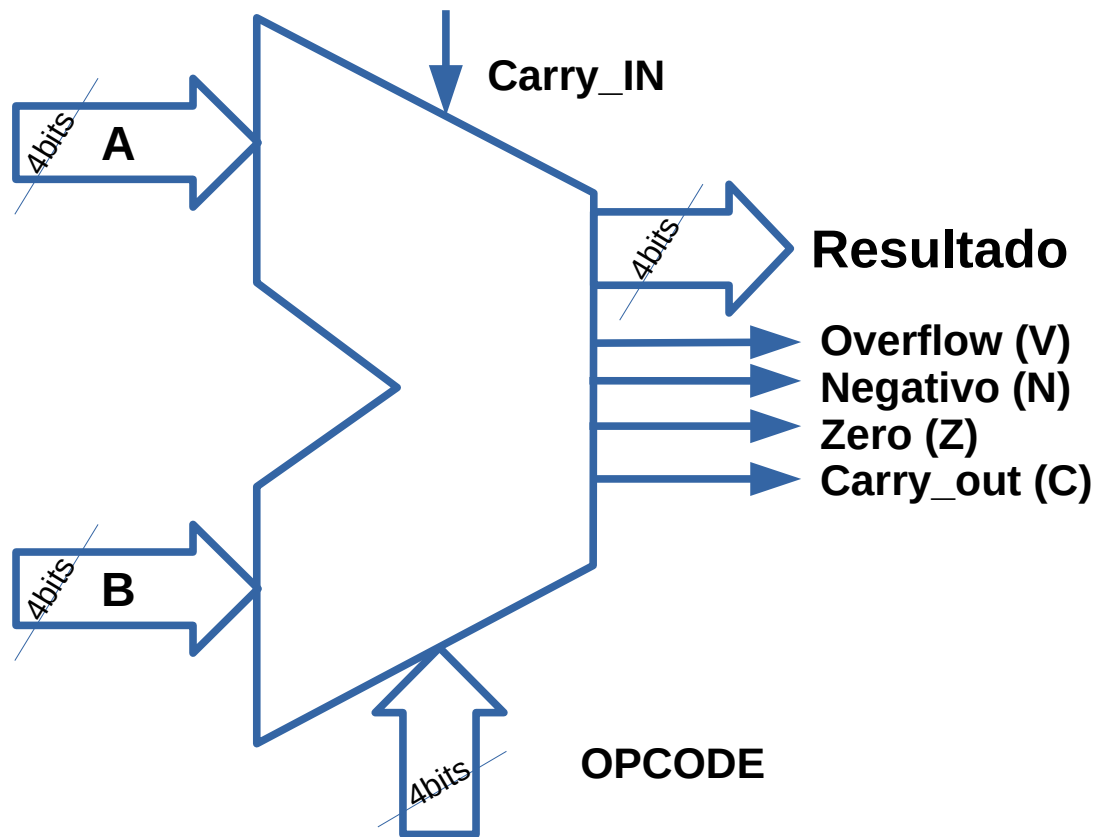 Carry_IN
4bits
A
4bits
Resultado
Overflow (V)
Negativo (N)
Zero (Z)
Carry_out (C)
4bits
B
4bits
OPCODE